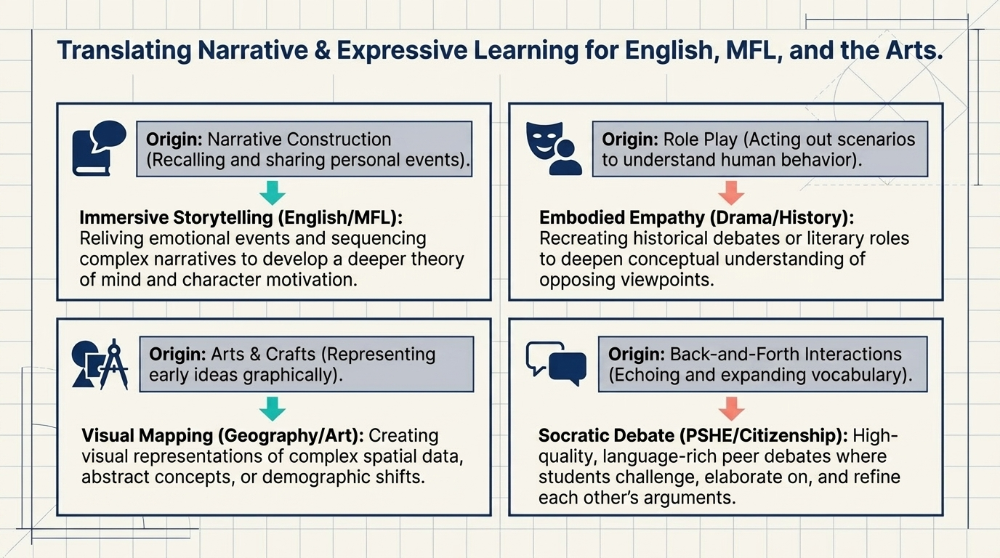 Translating Narrative & Expressive Learning for English, MFL, and the Arts.
Origin: Narrative Construction
(Recalling and sharing personal events).
Immersive Storytelling (English/MFL):
Reliving emotional events and sequencing
complex narratives to develop a deeper theory
of mind and character motivation.
Origin: Role Play (Acting out scenarios
to understand human behavior).
Embodied Empathy (Drama/History):
Recreating historical debates or literary roles
to deepen conceptual understanding of
opposing viewpoints.
Origin: Arts & Crafts (Representing
early ideas graphically).
Visual Mapping (Geography/Art): Creating
visual representations of complex spatial data,
abstract concepts, or demographic shifts.
Origin: Back-and-Forth Interactions
(Echoing and expanding vocabulary).
Socratic Debate (PSHE/Citizenship): High-
quality, language-rich peer debates where
students challenge, elaborate on, and refine
each other's arguments.